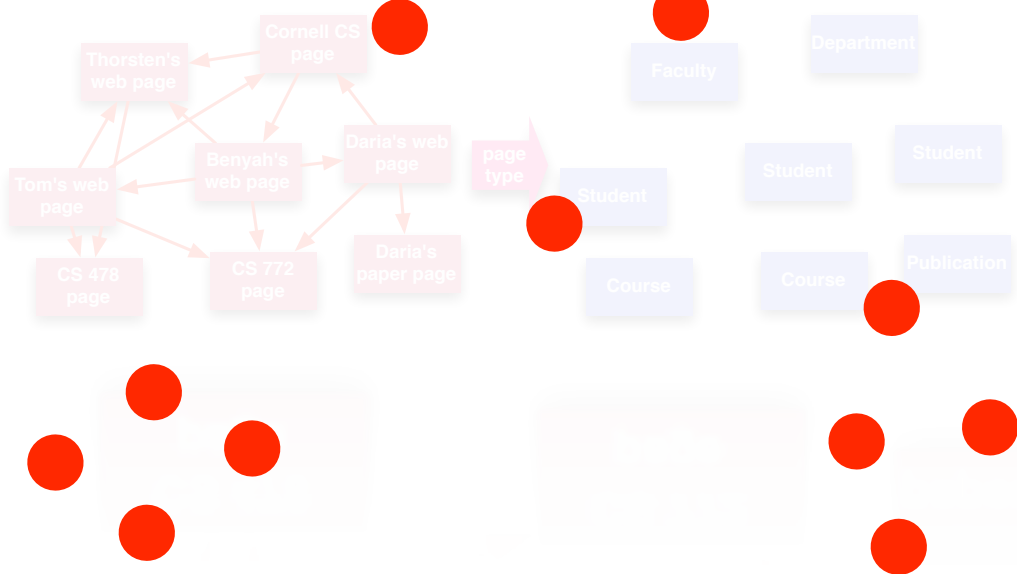 Cornell CS
page
Thorsten's
web page
Department
Faculty
Daria's web
page
Benyah's
web page
page
type
Tom's web
page
Student
Student
Student
Daria's
paper page
CS 772
page
CS 478
page
Publication
Course
Course